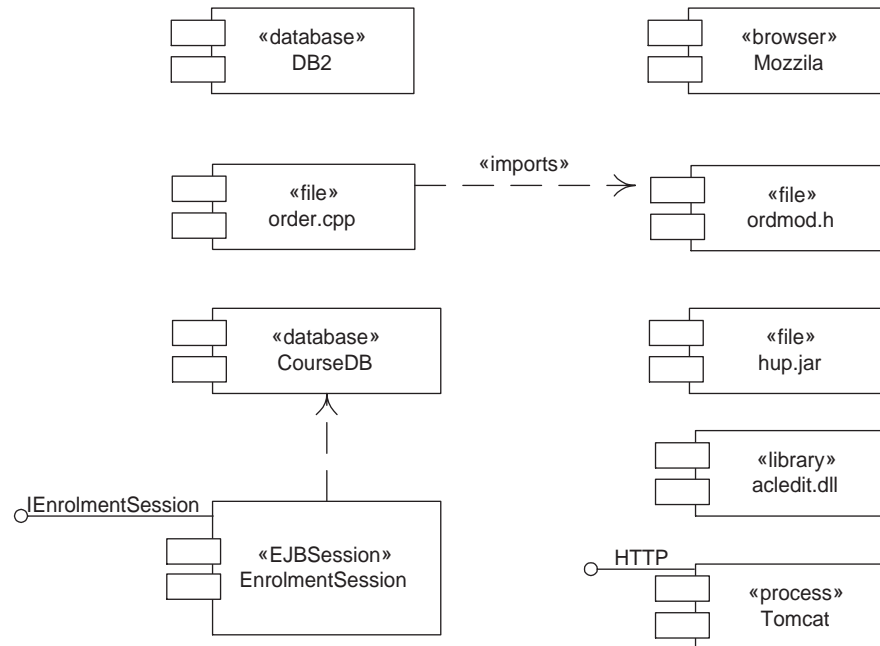 «database»
DB2
«browser»
Mozzila
«file»
order.cpp
«imports»
«file»
ordmod.h
«database»
CourseDB
«file»
hup.jar
«library»
acledit.dll
IEnrolmentSession
«EJBSession»
EnrolmentSession
HTTP
«process»
Tomcat